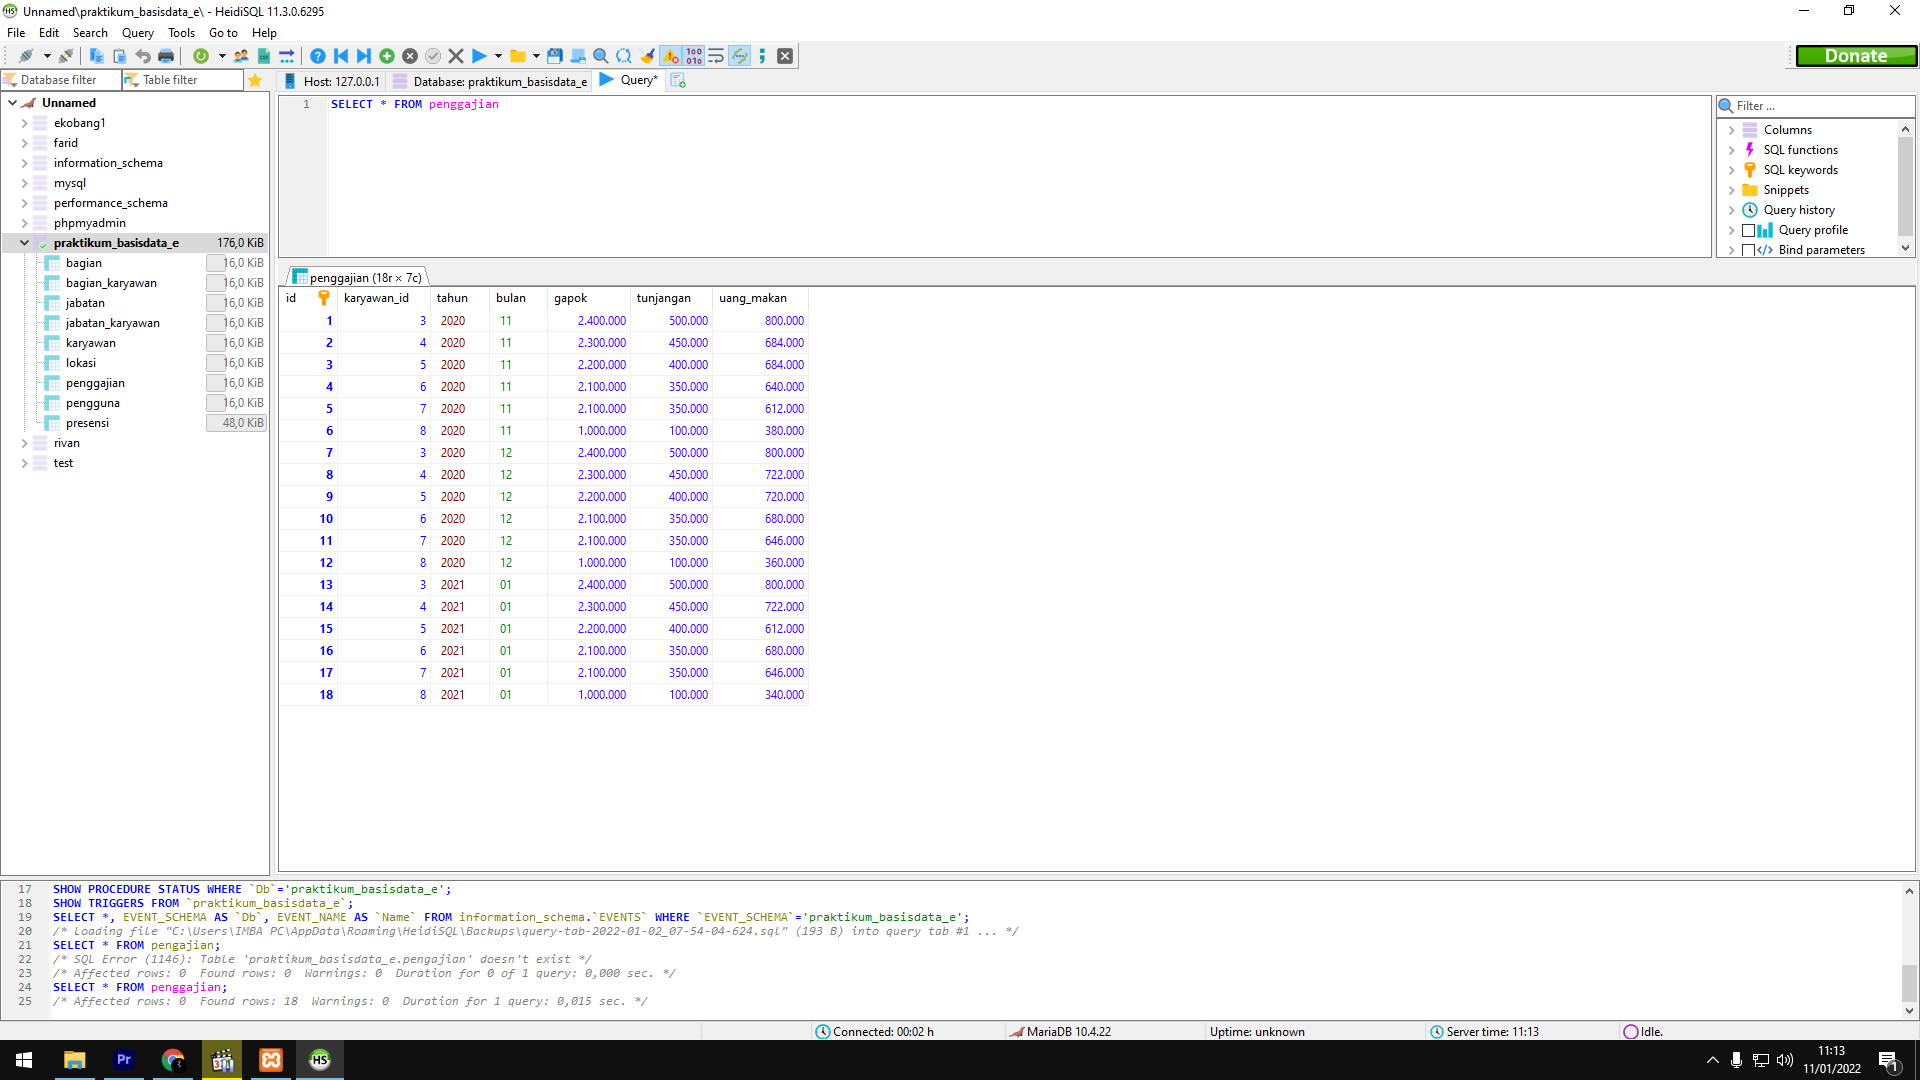 Unnamed\praktikum_basisdata_e\ - HeidiSQL 11.3.0.6295
File Edit Search Query Tools Go to Help
Donate
Database filter Table filter
Host: 127.0.0.1 Database: praktikum_basisdata_e Query*
Unnamed
ekobang1
farid
information_schema
mysql
performance_schema
phpmyadmin
praktikum_basisdata_e 176,0 KiB
bagian 16,0 KiB
bagian_karyawan 16,0 KiB
jabatan 16,0 KiB
jabatan_karyawan 16,0 KiB
karyawan 16,0 KiB
lokasi 16,0 KiB
penggajian 16,0 KiB
pengguna 16,0 KiB
presensi 48,0 KiB
rivan
test
1 SELECT * FROM penggajian
Filter ...
Columns
SQL functions
SQL keywords
Snippets
Query history
Query profile
Bind parameters
penggajian (18r × 7c)
id karyawan_id tahun bulan gapok tunjangan uang_makan
1 3 2020 11 2.400.000 500.000 800.000
2 4 2020 11 2.300.000 450.000 684.000
3 5 2020 11 2.200.000 400.000 684.000
4 6 2020 11 2.100.000 350.000 640.000
5 7 2020 11 2.100.000 350.000 612.000
6 8 2020 11 1.000.000 100.000 380.000
7 3 2020 12 2.400.000 500.000 800.000
8 4 2020 12 2.300.000 450.000 722.000
9 5 2020 12 2.200.000 400.000 720.000
10 6 2020 12 2.100.000 350.000 680.000
11 7 2020 12 2.100.000 350.000 646.000
12 8 2020 12 1.000.000 100.000 360.000
13 3 2021 01 2.400.000 500.000 800.000
14 4 2021 01 2.300.000 450.000 722.000
15 5 2021 01 2.200.000 400.000 612.000
16 6 2021 01 2.100.000 350.000 680.000
17 7 2021 01 2.100.000 350.000 646.000
18 8 2021 01 1.000.000 100.000 340.000
17 SHOW PROCEDURE STATUS WHERE `Db`='praktikum_basisdata_e';
18 SHOW TRIGGERS FROM `praktikum_basisdata_e`;
19 SELECT *, EVENT_SCHEMA AS `Db`, EVENT_NAME AS `Name` FROM information_schema.`EVENTS` WHERE `EVENT_SCHEMA`='praktikum_basisdata_e';
20 /* Loading file "C:\Users\IMBA PC\AppData\Roaming\HeidiSQL\Backups\query-tab-2022-01-02_07-54-04-624.sql" (193 B) into query tab #1 ... */
21 SELECT * FROM pengajian;
22 /* SQL Error (1146): Table 'praktikum_basisdata_e.pengajian' doesn't exist */
23 /* Affected rows: 0  Found rows: 0  Warnings: 0  Duration for 0 of 1 query: 0,000 sec. */
24 SELECT * FROM penggajian;
25 /* Affected rows: 0  Found rows: 18  Warnings: 0  Duration for 1 query: 0,015 sec. */
Connected: 00:02 h MariaDB 10.4.22 Uptime: unknown Server time: 11:13 Idle.
Pr
HS
11:13
11/01/2022
1